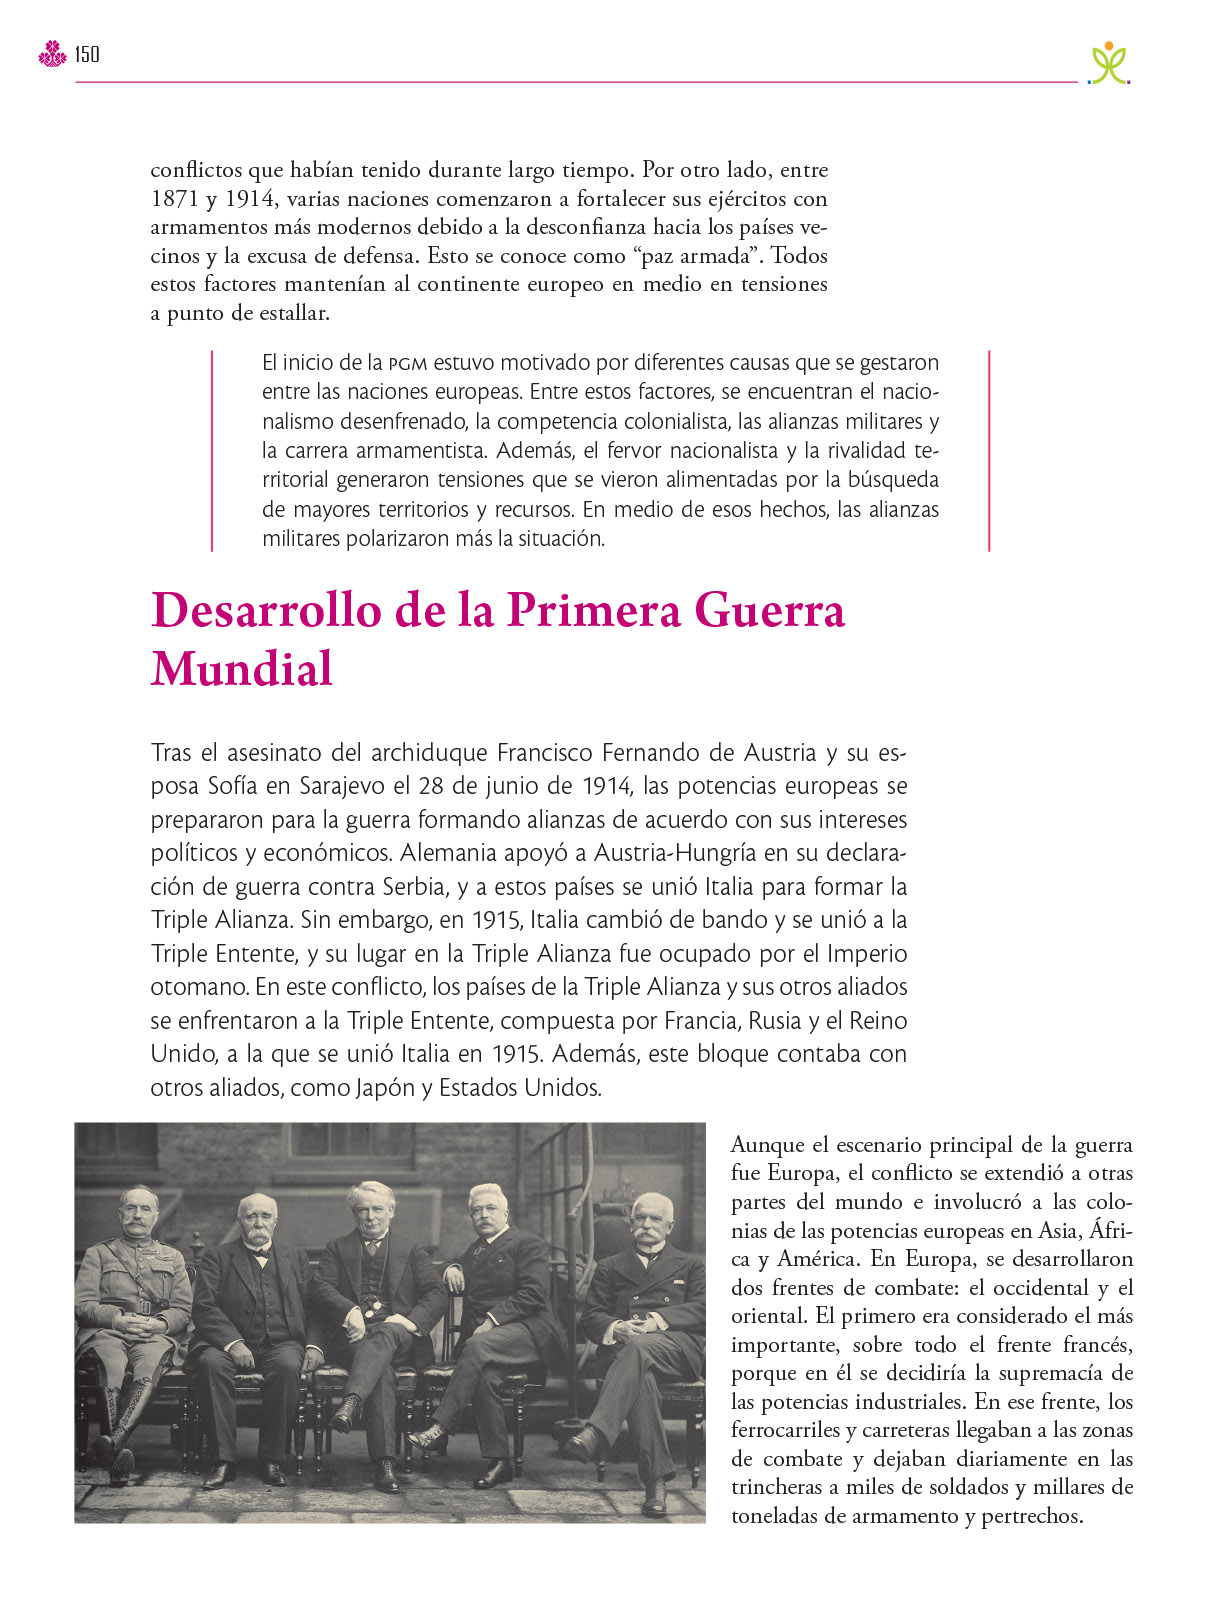 150
conflictos que habían tenido durante largo tiempo. Por otro lado, entre
1871 y 1914, varias naciones comenzaron a fortalecer sus ejércitos con
armamentos más modernos debido a la desconfianza hacia los países ve-
cinos y la excusa de defensa. Esto se conoce como “paz armada”. Todos
estos factores mantenían al continente europeo en medio en tensiones
a punto de estallar.
El inicio de la PGM estuvo motivado por diferentes causas que se gestaron
entre las naciones europeas. Entre estos factores, se encuentran el nacio-
nalismo desenfrenado, la competencia colonialista, las alianzas militares y
la carrera armamentista. Además, el fervor nacionalista y la rivalidad te-
rritorial generaron tensiones que se vieron alimentadas por la búsqueda
de mayores territorios y recursos. En medio de esos hechos, las alianzas
militares polarizaron más la situación.
Desarrollo de la Primera Guerra
Mundial
Tras el asesinato del archiduque Francisco Fernando de Austria y su es-
posa Sofía en Sarajevo el 28 de junio de 1914, las potencias europeas se
prepararon para la guerra formando alianzas de acuerdo con sus intereses
políticos y económicos. Alemania apoyó a Austria-Hungría en su declara-
ción de guerra contra Serbia, y a estos países se unió Italia para formar la
Triple Alianza. Sin embargo, en 1915, Italia cambió de bando y se unió a la
Triple Entente, y su lugar en la Triple Alianza fue ocupado por el Imperio
otomano. En este conflicto, los países de la Triple Alianza y sus otros aliados
se enfrentaron a la Triple Entente, compuesta por Francia, Rusia y el Reino
Unido, a la que se unió Italia en 1915. Además, este bloque contaba con
otros aliados, como Japón y Estados Unidos.
Aunque el escenario principal de la guerra
fue Europa, el conflicto se extendió a otras
partes del mundo e involucró a las colo-
nias de las potencias europeas en Asia, Áfri-
ca y América. En Europa, se desarrollaron
dos frentes de combate: el occidental y el
oriental. El primero era considerado el más
importante, sobre todo el frente francés,
porque en él se decidiría la supremacía de
las potencias industriales. En ese frente, los
ferrocarriles y carreteras llegaban a las zonas
de combate y dejaban diariamente en las
trincheras a miles de soldados y millares de
toneladas de armamento y pertrechos.